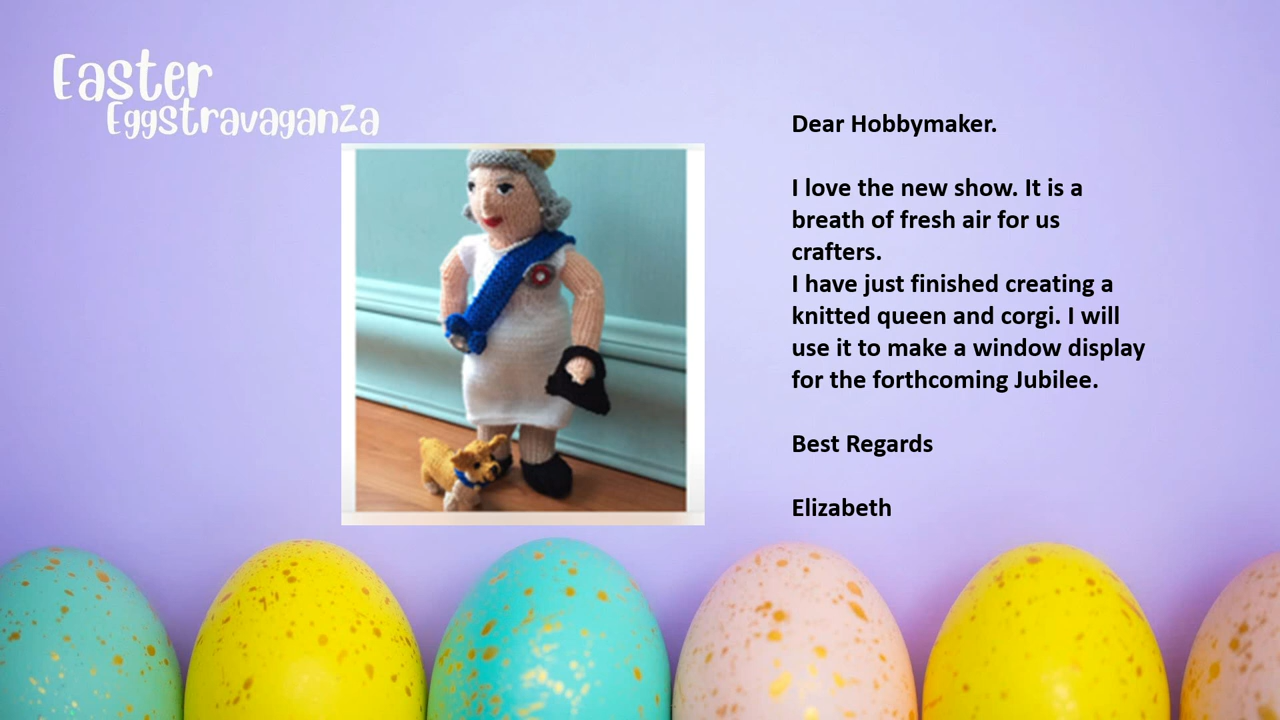 Easter
Eggstravaganza
Dear Hobbymaker.
I love the new show. It is a
breath of fresh air for us
crafters.
I have just finished creating a
knitted queen and corgi. I will
use it to make a window display
for the forthcoming Jubilee.
Best Regards
Elizabeth